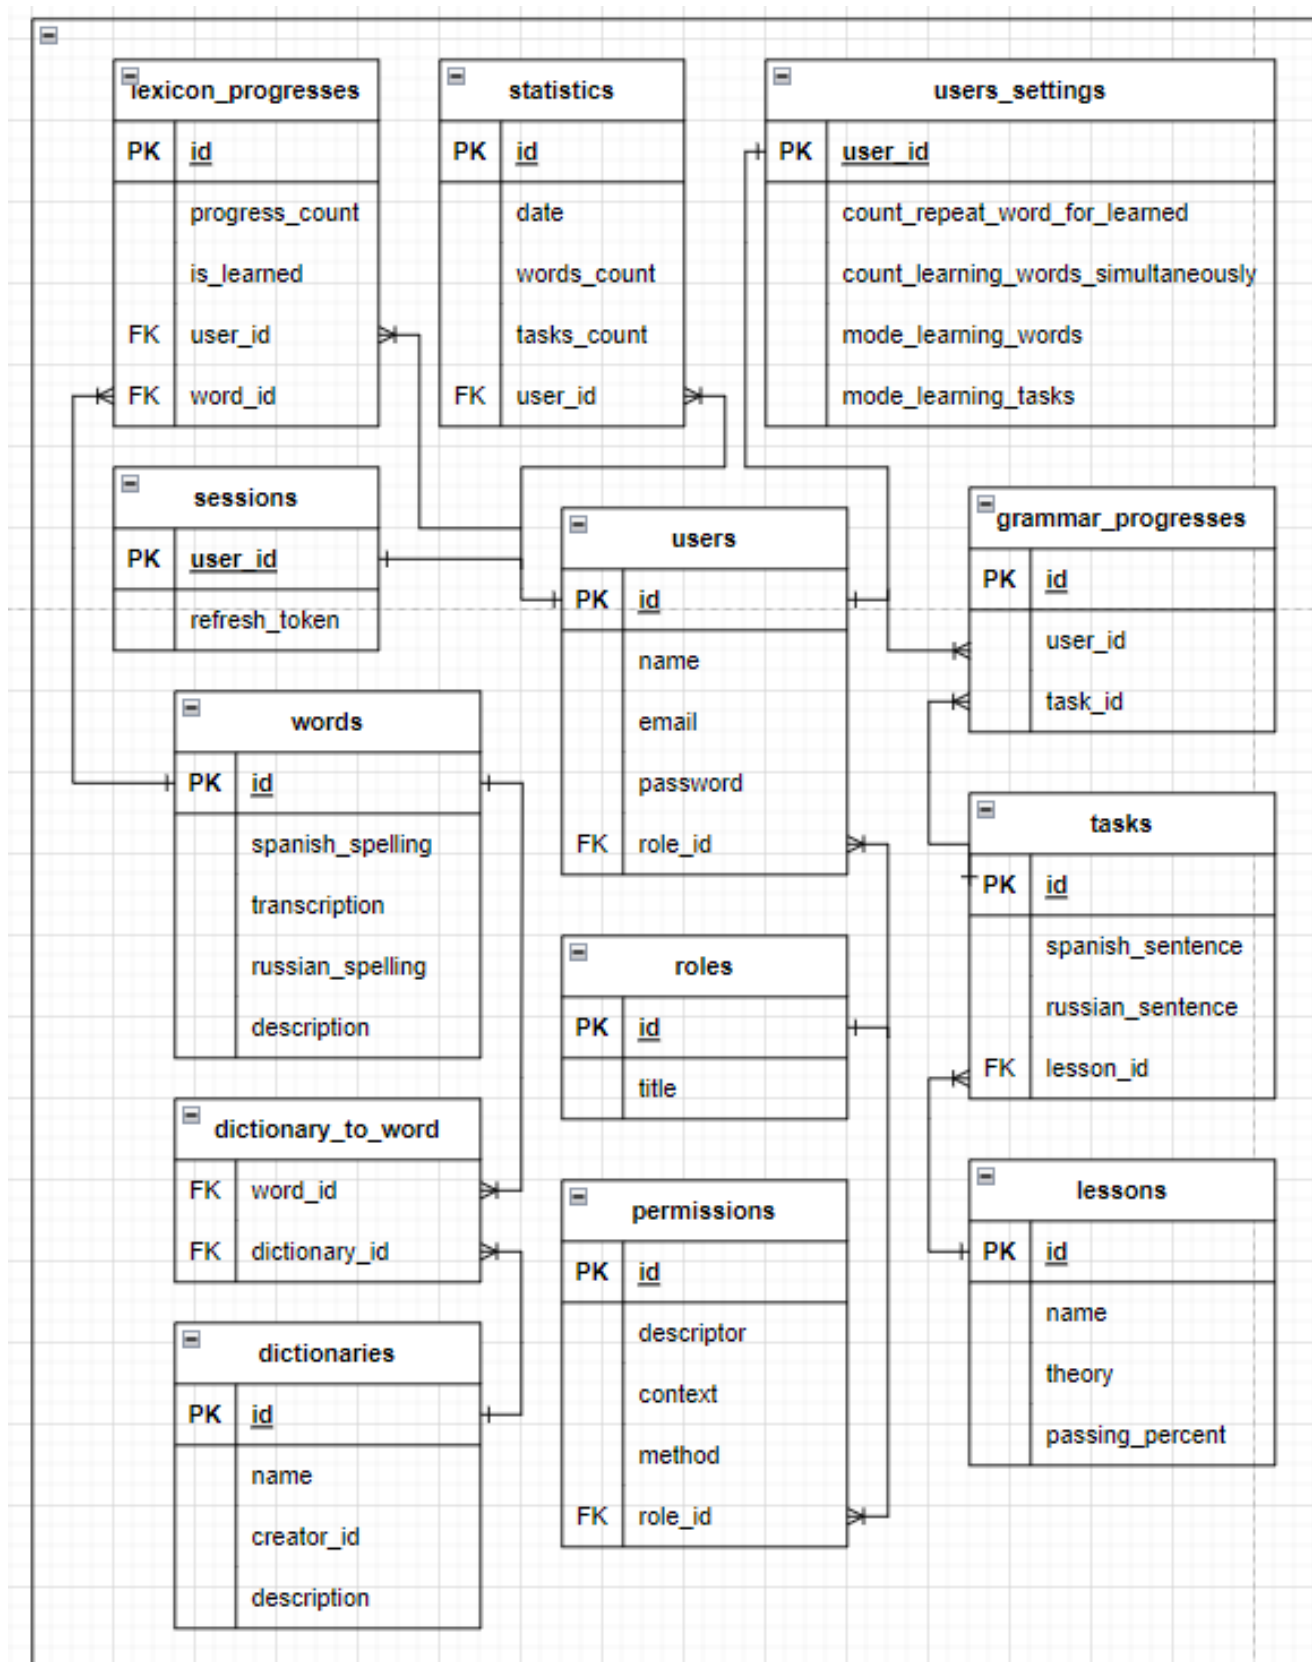 lexicon_progresses
PK id
progress_count
is_learned
FK user_id
FK word_id
statistics
PK id
date
words_count
tasks_count
FK user_id
users_settings
PK user_id
count_repeat_word_for_learned
count_learning_words_simultaneously
mode_learning_words
mode_learning_tasks
sessions
PK user_id
refresh_token
users
PK id
name
email
password
FK role_id
grammar_progresses
PK id
user_id
task_id
words
PK id
spanish_spelling
transcription
russian_spelling
description
tasks
PK id
spanish_sentence
russian_sentence
FK lesson_id
roles
PK id
title
dictionary_to_word
FK word_id
FK dictionary_id
permissions
PK id
descriptor
context
method
FK role_id
lessons
PK id
name
theory
passing_percent
dictionaries
PK id
name
creator_id
description